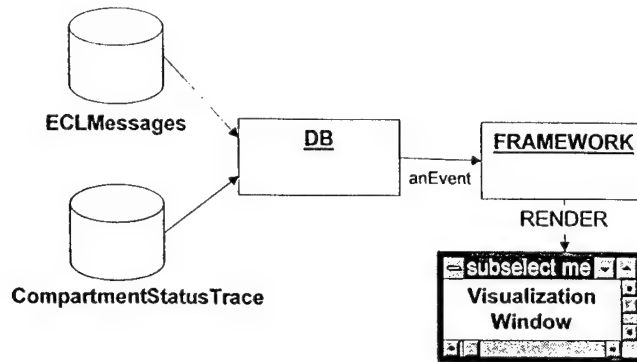 ECLMessages
DB
FRAMEWORK
anEvent
RENDER
CompartmentStatusTrace
subselect me
Visualization
Window